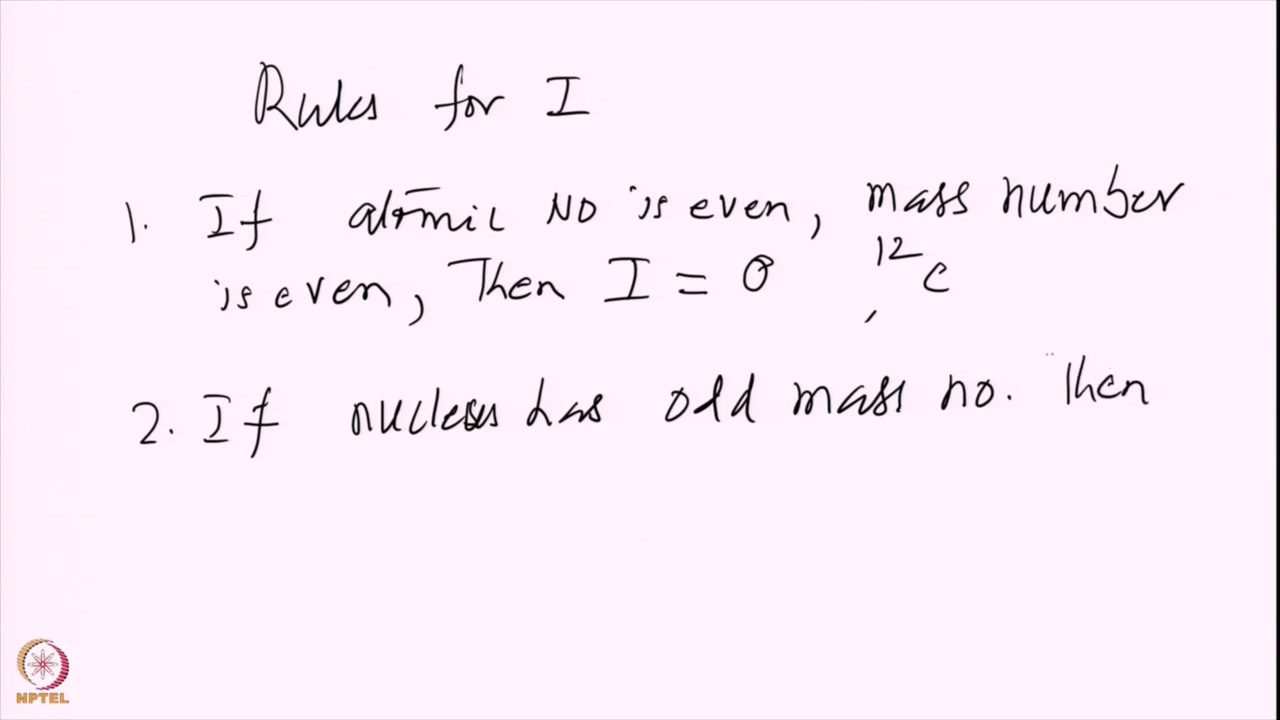 Rules for I
1. If atomic No is even, mass number
is even, Then I = 0 , 12C
2. If nucleus has odd mass no. Then
NPTEL